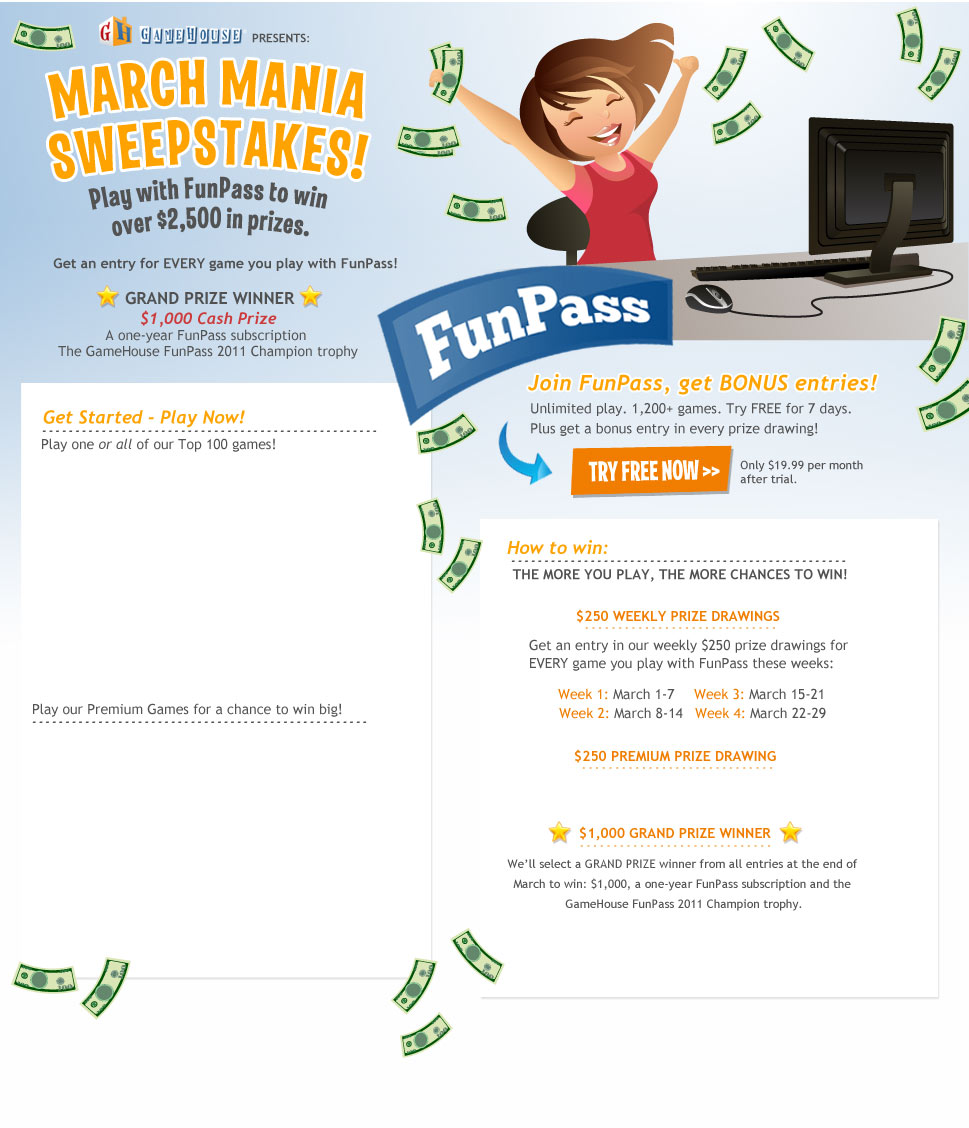 GH GAMEHOUSE PRESENTS:
MARCH MANIA
SWEEPSTAKES!
Play with FunPass to win
over $2,500 in prizes.
Get an entry for EVERY game you play with FunPass!
GRAND PRIZE WINNER
$1,000 Cash Prize
A one-year FunPass subscription
The GameHouse FunPass 2011 Champion trophy
FunPass
Get Started - Play Now!
Play one or all of our Top 100 games!
Play our Premium Games for a chance to win big!
Join FunPass, get BONUS entries!
Unlimited play. 1,200+ games. Try FREE for 7 days.
Plus get a bonus entry in every prize drawing!
TRY FREE NOW >>
Only $19.99 per month
after trial.
How to win:
THE MORE YOU PLAY, THE MORE CHANCES TO WIN!
$250 WEEKLY PRIZE DRAWINGS
Get an entry in our weekly $250 prize drawings for
EVERY game you play with FunPass these weeks:
Week 1: March 1-7 Week 3: March 15-21
Week 2: March 8-14 Week 4: March 22-29
$250 PREMIUM PRIZE DRAWING
$1,000 GRAND PRIZE WINNER
We'll select a GRAND PRIZE winner from all entries at the end of
March to win: $1,000, a one-year FunPass subscription and the
GameHouse FunPass 2011 Champion trophy.